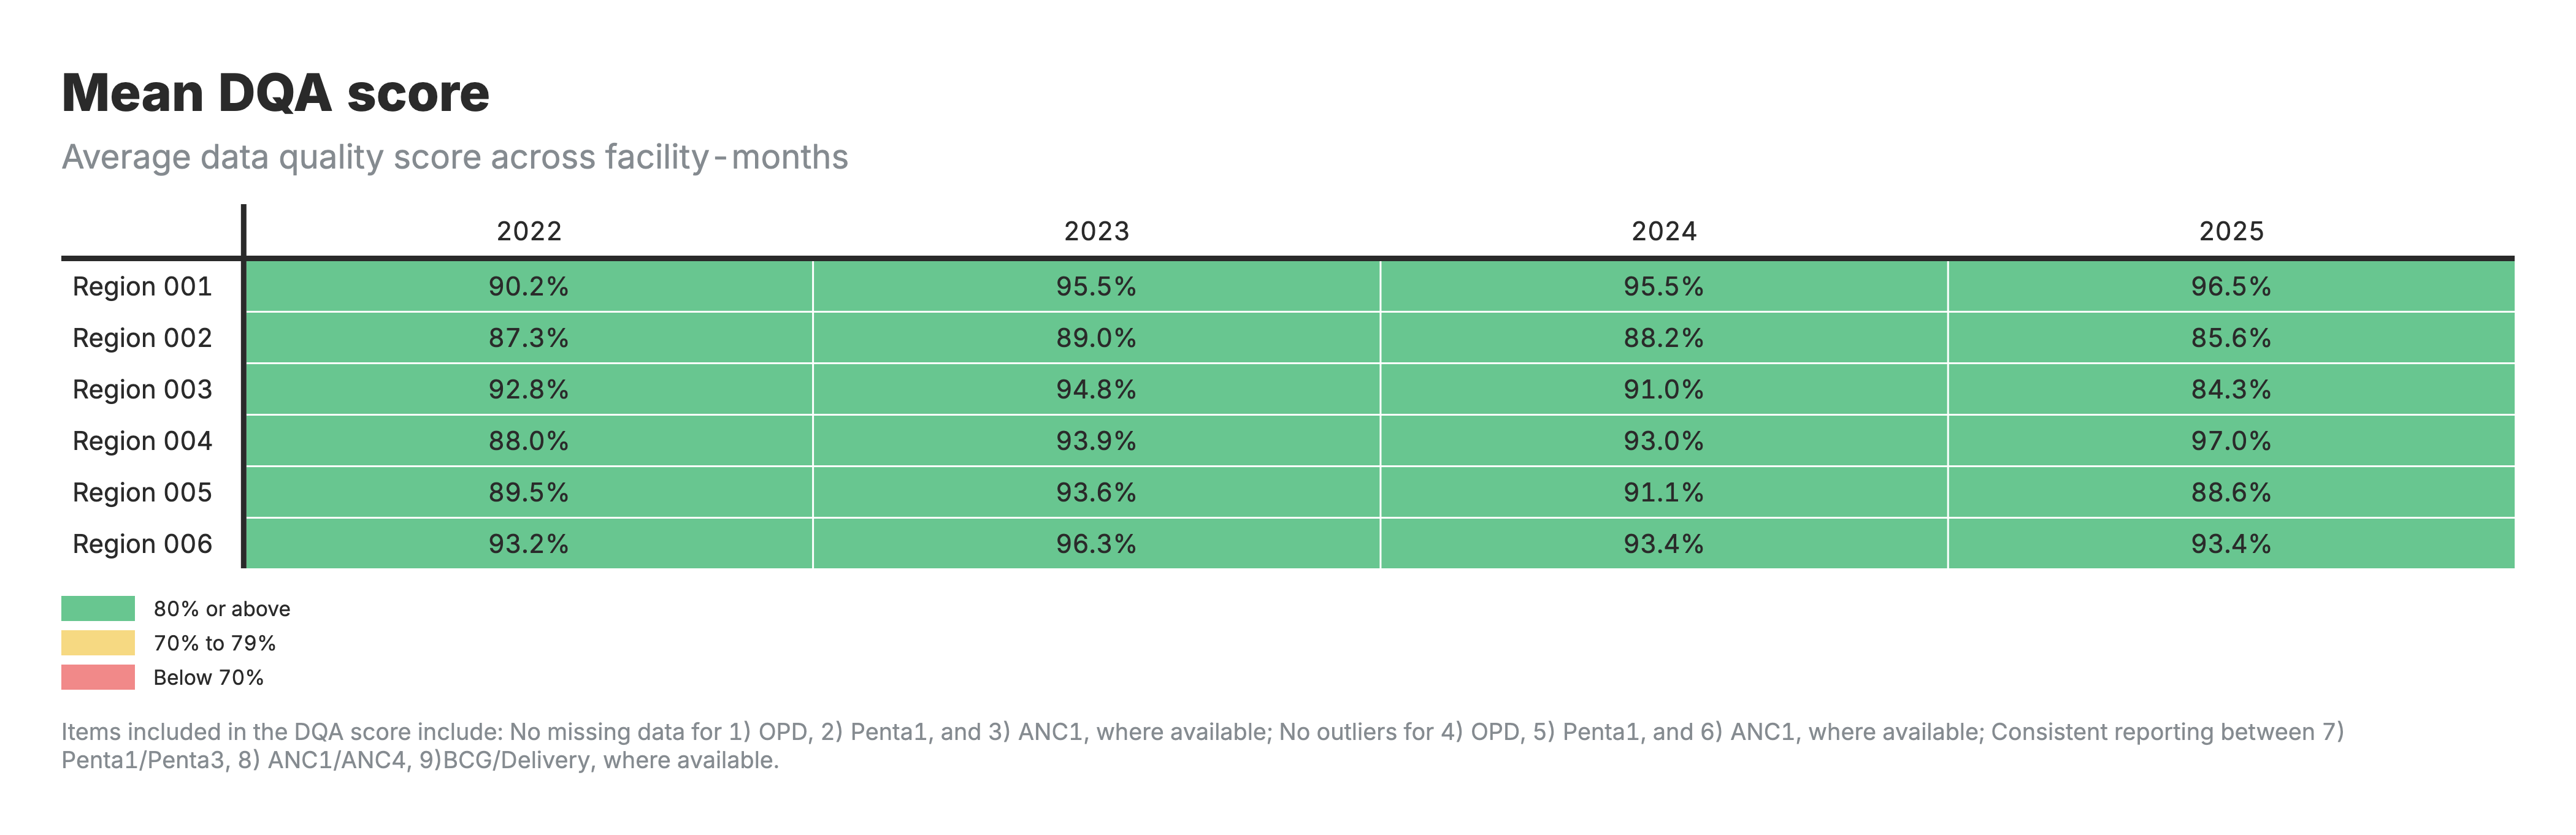 Mean DQA score
Average data quality score across facility-months
2022 2023 2024 2025
Region 001 90.2% 95.5% 95.5% 96.5%
Region 002 87.3% 89.0% 88.2% 85.6%
Region 003 92.8% 94.8% 91.0% 84.3%
Region 004 88.0% 93.9% 93.0% 97.0%
Region 005 89.5% 93.6% 91.1% 88.6%
Region 006 93.2% 96.3% 93.4% 93.4%
80% or above
70% to 79%
Below 70%
Items included in the DQA score include: No missing data for 1) OPD, 2) Penta1, and 3) ANC1, where available; No outliers for 4) OPD, 5) Penta1, and 6) ANC1, where available; Consistent reporting between 7)
Penta1/Penta3, 8) ANC1/ANC4, 9)BCG/Delivery, where available.